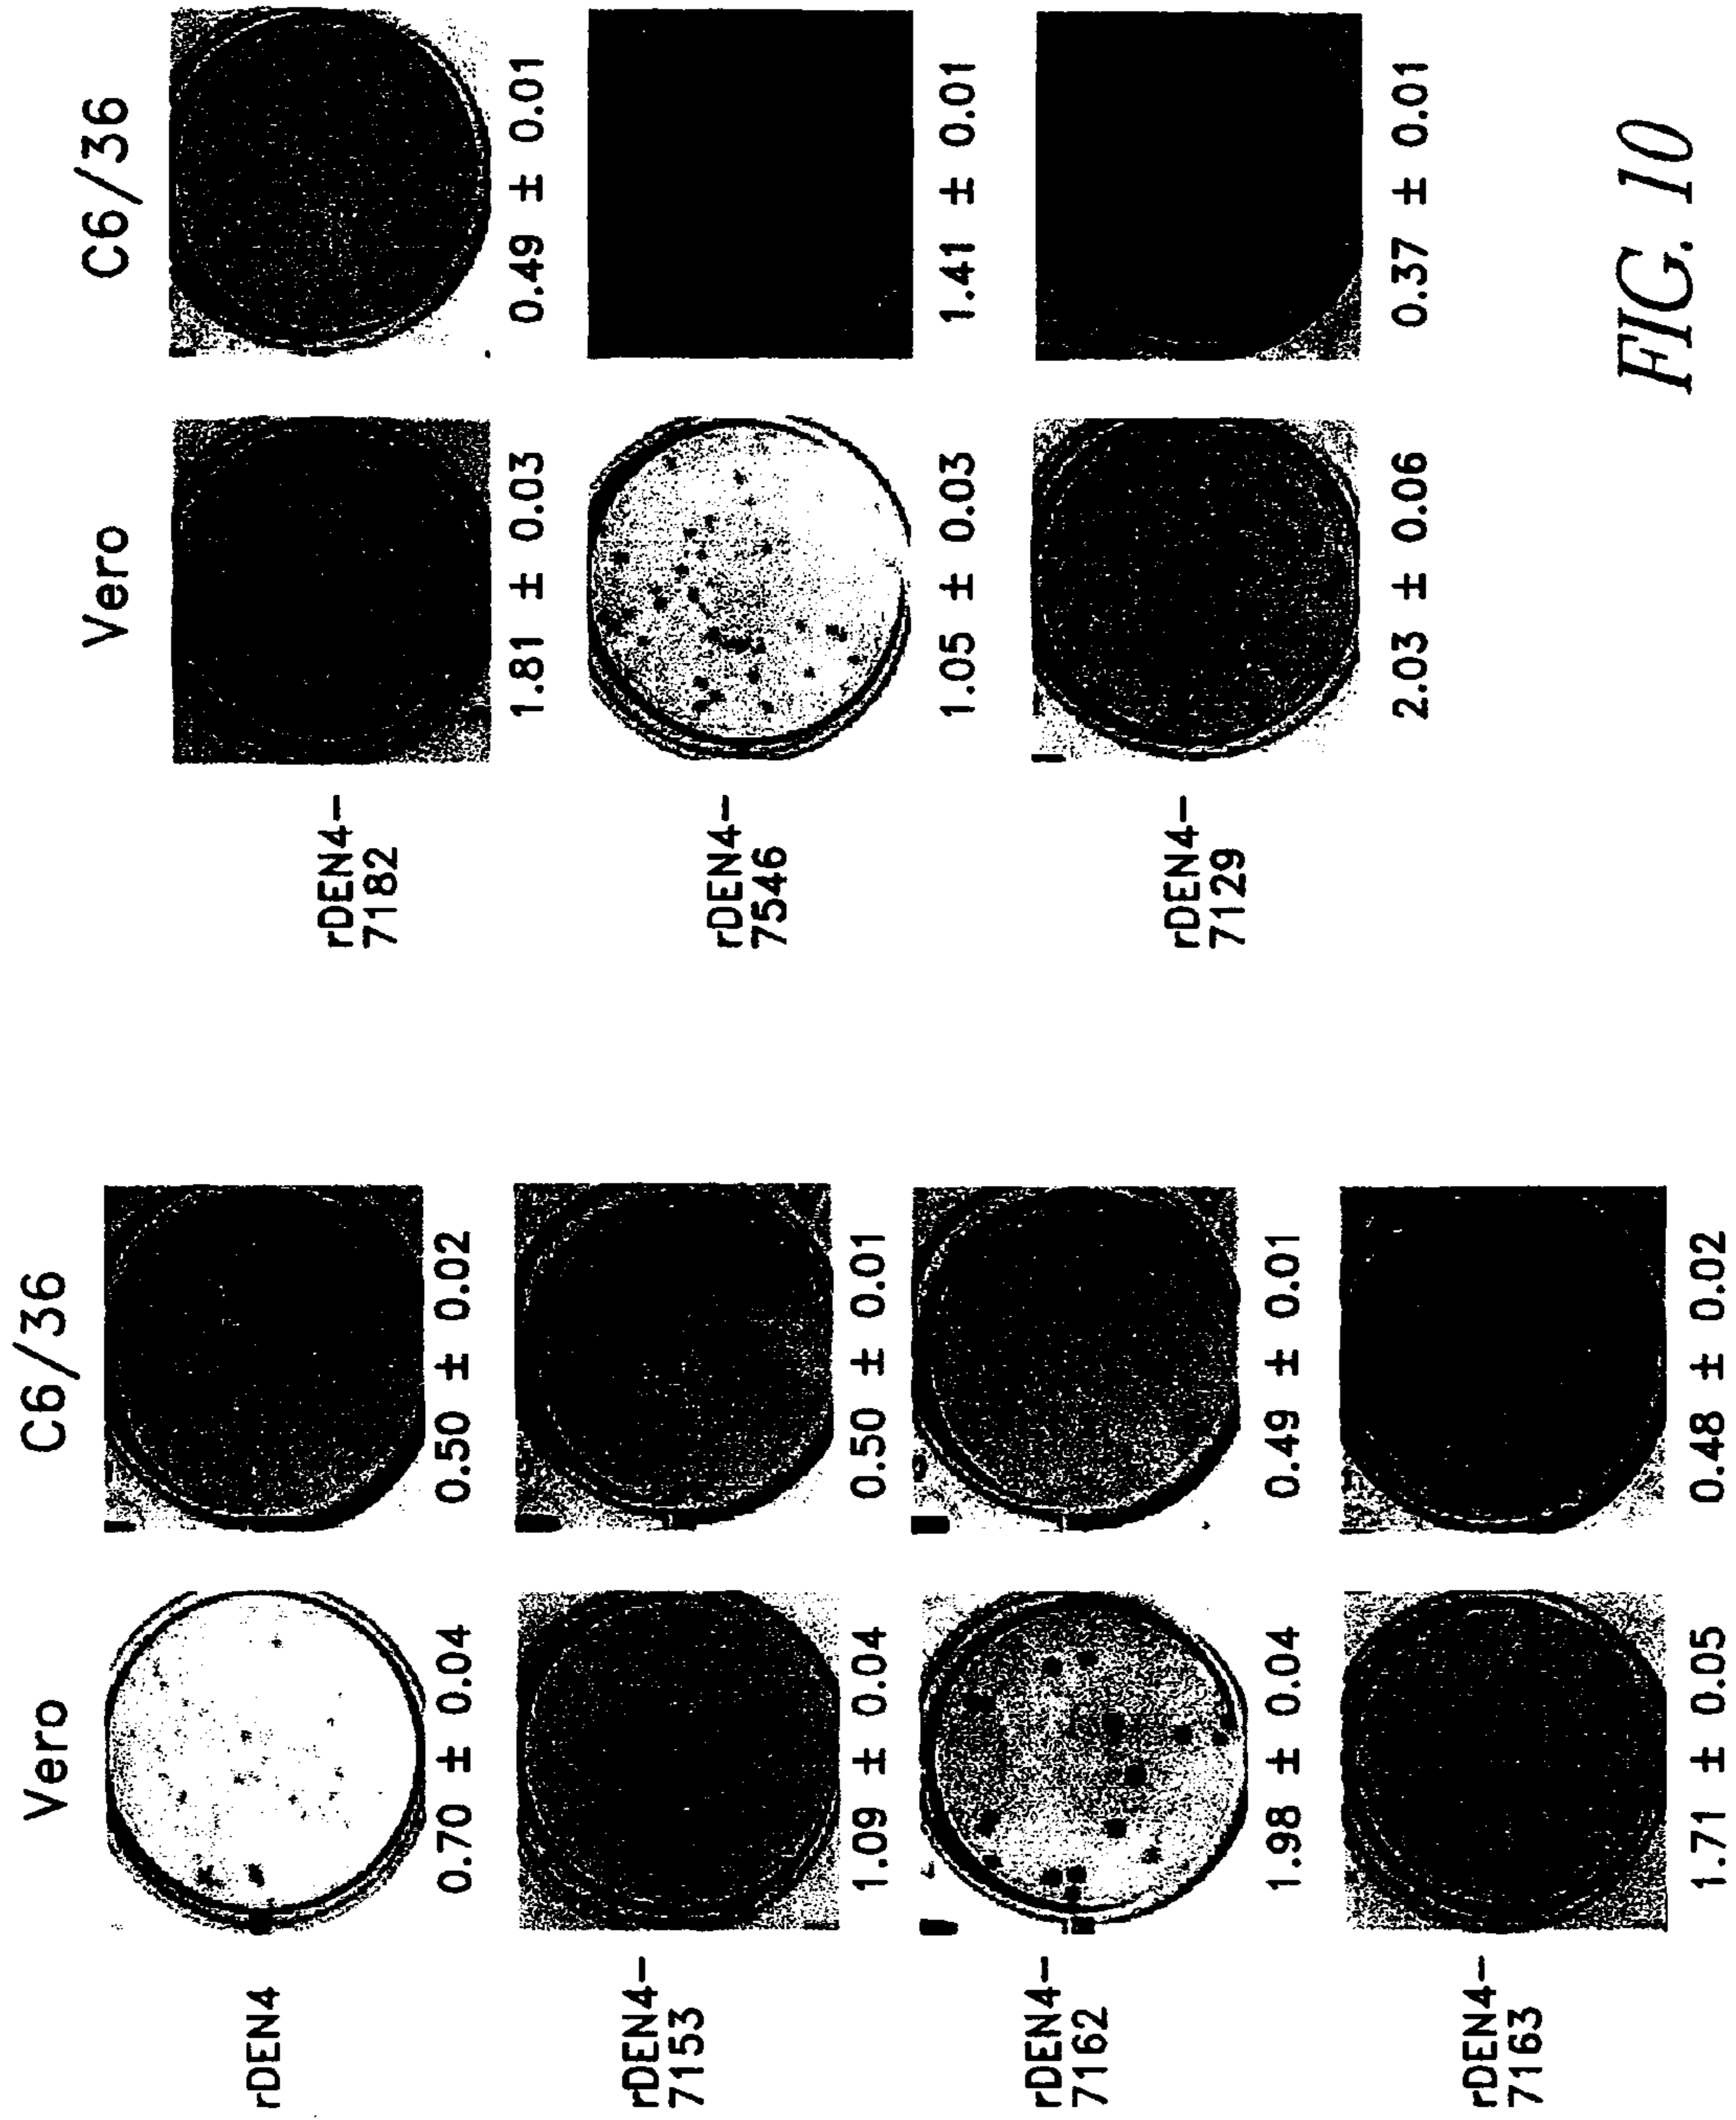 Vero C6/36
rDEN4
0.70 ± 0.04 0.50 ± 0.02
rDEN4-
7153
1.09 ± 0.04 0.50 ± 0.01
rDEN4-
7162
1.98 ± 0.04 0.49 ± 0.01
rDEN4-
7163
1.71 ± 0.05 0.48 ± 0.02
Vero C6/36
rDEN4-
7182
1.81 ± 0.03 0.49 ± 0.01
rDEN4-
7546
1.05 ± 0.03 1.41 ± 0.01
rDEN4-
7129
2.03 ± 0.06 0.37 ± 0.01
FIG. 10